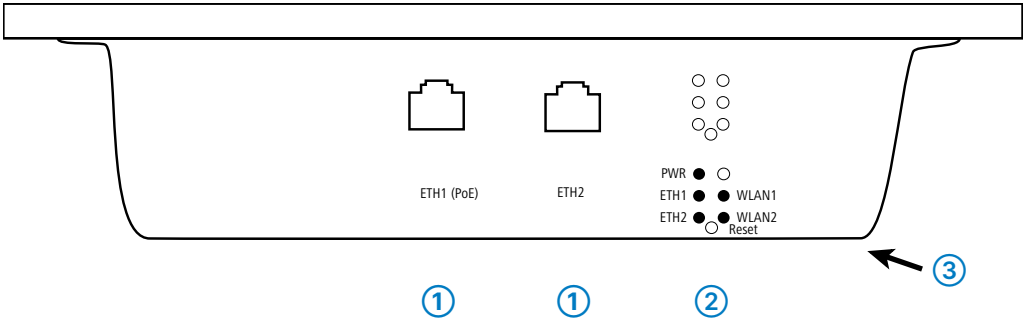 PWR
ETH1 (PoE) ETH2 ETH1 WLAN1
ETH2 WLAN2
Reset
3
1 1 2